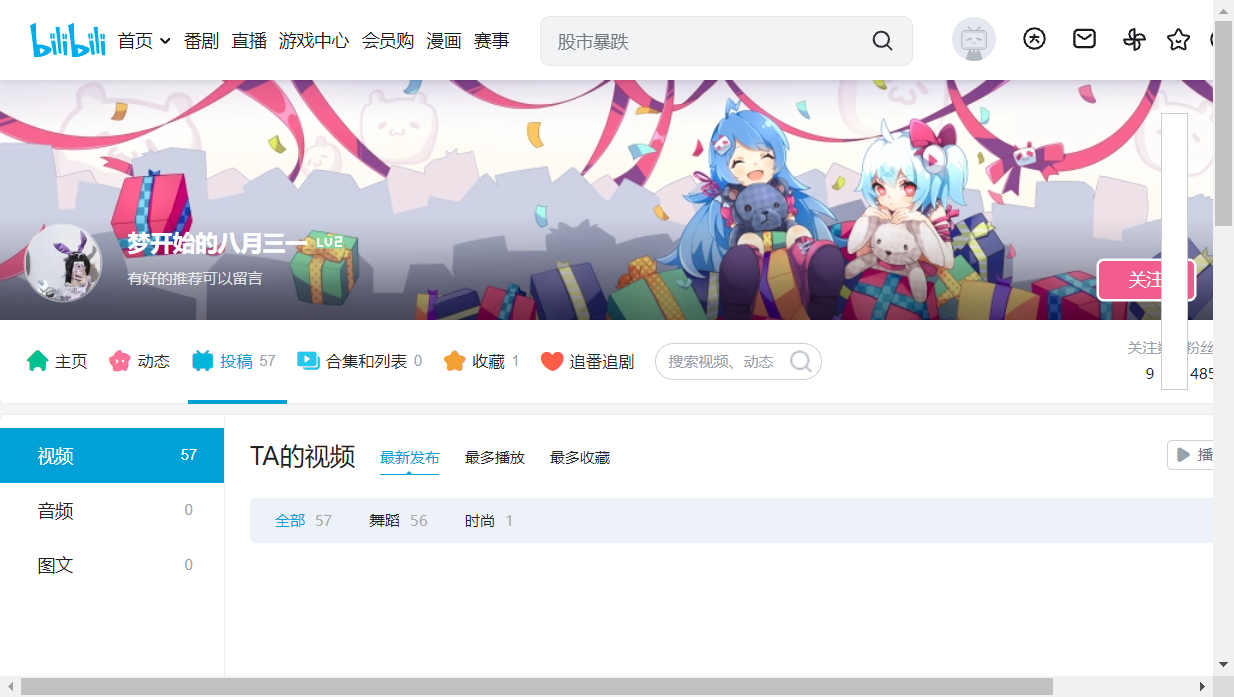 bilibili 首页 番剧 直播 游戏中心 会员购 漫画 赛事 股市暴跌
梦开始的八月三一 LV2
有好的推荐可以留言
关注
主页 动态 投稿 57 合集和列表 0 收藏 1 追番追剧 搜索视频、动态
关注 粉丝
9 485
视频 57
音频 0
图文 0
TA的视频 最新发布 最多播放 最多收藏 播
全部 57 舞蹈 56 时尚 1